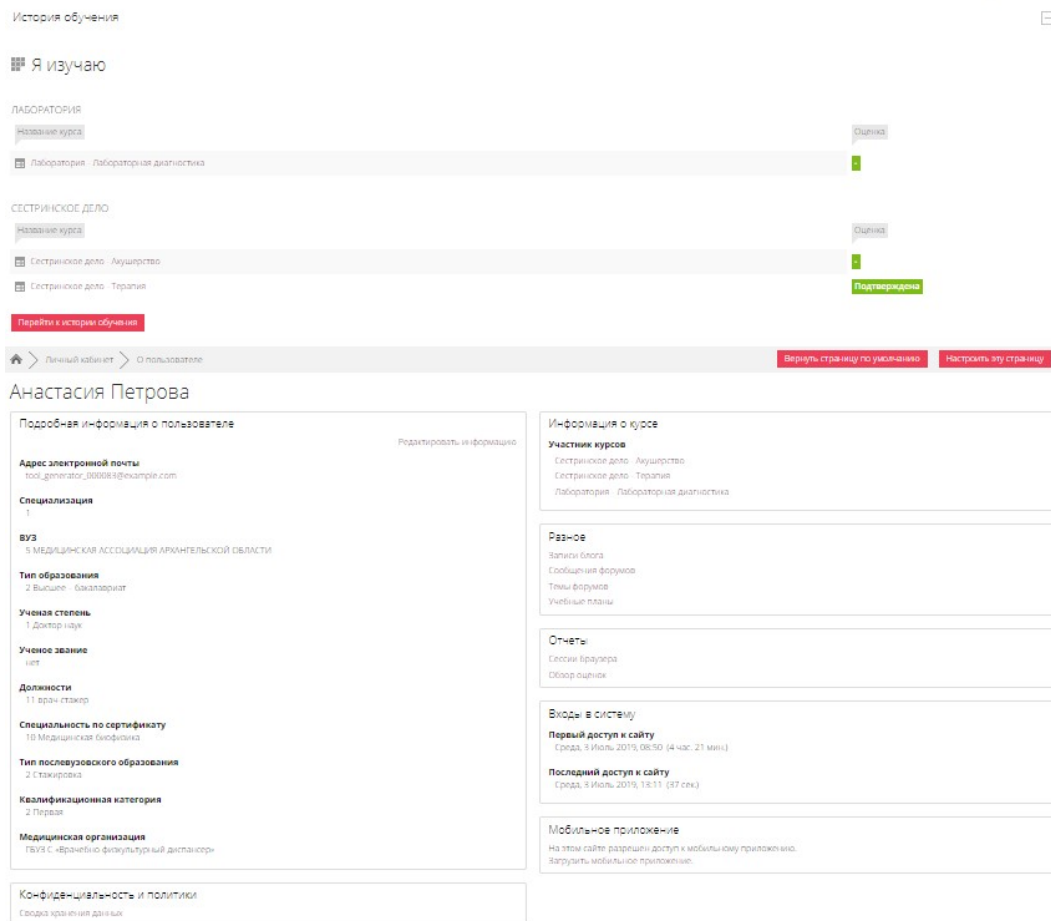 История обучения
Я изучаю
ЛАБОРАТОРИЯ
Название курса
Оценка
Лаборатория - Лабораторная диагностика
-
СЕСТРИНСКОЕ ДЕЛО
Название курса
Оценка
Сестринское дело - Акушерство
-
Сестринское дело - Терапия
Подтверждена
Перейти к истории обучения
Личный кабинет
О пользователе
Вернуть страницу по умолчанию
Настроить эту страницу
Анастасия Петрова
Подробная информация о пользователе
Редактировать информацию
Адрес электронной почты
tool_generator_000083@example.com
Специализация
1
ВУЗ
5 МЕДИЦИНСКАЯ АССОЦИАЦИЯ АРХАНГЕЛЬСКОЙ ОБЛАСТИ
Тип образования
2 Высшее - бакалавриат
Ученая степень
1 Доктор наук
Ученое звание
нет
Должности
11 врач-стажер
Специальность по сертификату
10 Медицинская биофизика
Тип послевузовского образования
2 Стажировка
Квалификационная категория
2 Первая
Медицинская организация
ГБУЗ С «Врачебно-физкультурный диспансер»
Конфиденциальность и политики
Сводка хранения данных
Информация о курсе
Участник курсов
Сестринское дело - Акушерство
Сестринское дело - Терапия
Лаборатория - Лабораторная диагностика
Разное
Записи блога
Сообщения форумов
Темы форумов
Учебные планы
Отчеты
Сессии браузера
Обзор оценок
Входы в систему
Первый доступ к сайту
Среда, 3 Июль 2019, 08:50 (4 час. 21 мин.)
Последний доступ к сайту
Среда, 3 Июль 2019, 13:11 (37 сек.)
Мобильное приложение
На этом сайте разрешен доступ к мобильному приложению.
Загрузить мобильное приложение.